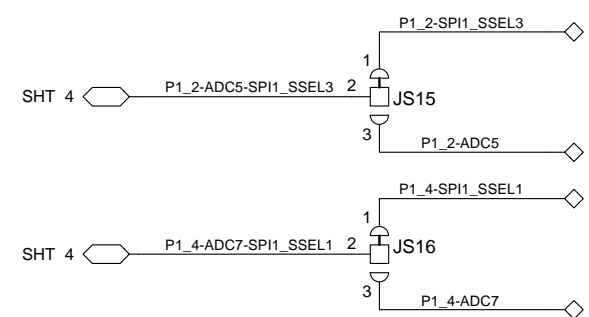 P1_2-SPI1_SSEL3
1
SHT 4 P1_2-ADC5-SPI1_SSEL3 2 JS15
3
P1_2-ADC5
P1_4-SPI1_SSEL1
1
SHT 4 P1_4-ADC7-SPI1_SSEL1 2 JS16
3
P1_4-ADC7